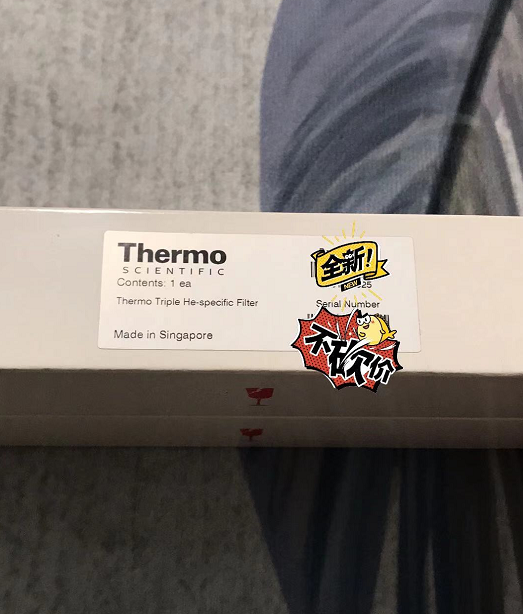 Thermo
SCIENTIFIC
Contents: 1 ea
Thermo Triple He-specific Filter
Made in Singapore
全新!
NEW
25
Serial Number
不砍价